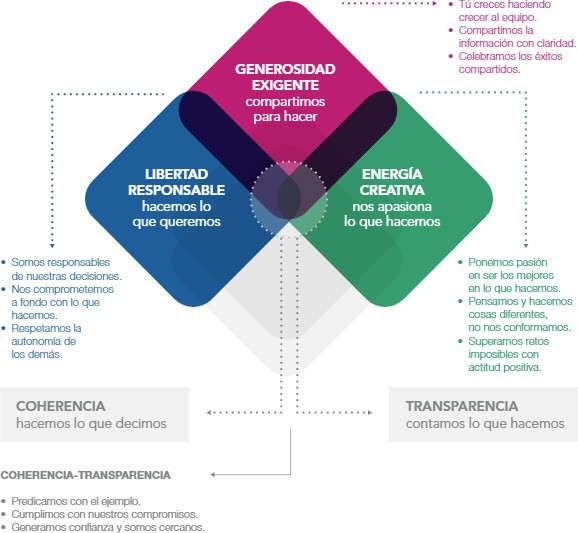 • Tú creces haciendo
crecer al equipo.
• Compartimos la
información con claridad.
• Celebramos los éxitos
compartidos.
GENEROSIDAD
EXIGENTE
compartimos
para hacer
LIBERTAD
RESPONSABLE
hacemos lo
que queremos
ENERGÍA
CREATIVA
nos apasiona
lo que hacemos
• Somos responsables
de nuestras decisiones.
• Nos comprometemos
a fondo con lo que
hacemos.
• Respetamos la
autonomía de
los demás.
• Ponemos pasión
en ser los mejores
en lo que hacemos.
• Pensamos y hacemos
cosas diferentes,
no nos conformamos.
• Superamos retos
imposibles con
actitud positiva.
COHERENCIA
hacemos lo que decimos
TRANSPARENCIA
contamos lo que hacemos
COHERENCIA-TRANSPARENCIA
• Predicamos con el ejemplo.
• Cumplimos con nuestros compromisos.
• Generamos confianza y somos cercanos.